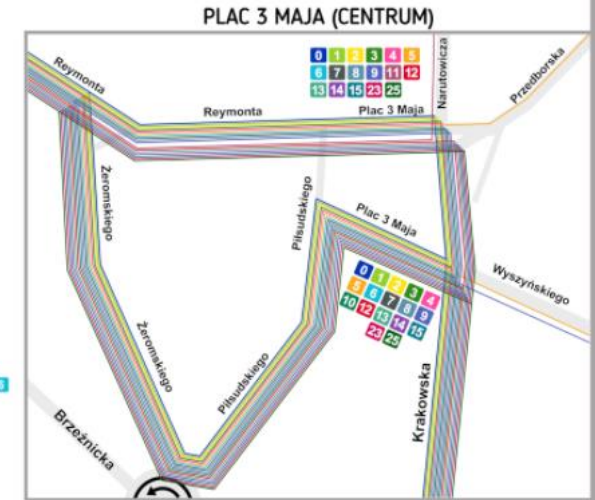 PLAC 3 MAJA (CENTRUM)
Reymonta
Reymonta
Plac 3 Maja
Narutowicza
Przedborska
0 1 2 3 4 5
6 7 8 9 11 12
13 14 15 23 25
Żeromskiego
Piłsudskiego
Plac 3 Maja
Wyszyńskiego
0 1 2 3 4
5 6 7 8 9
10 12 13 14 15
23 25
Żeromskiego
Piłsudskiego
Krakowska
Brzeźnicka